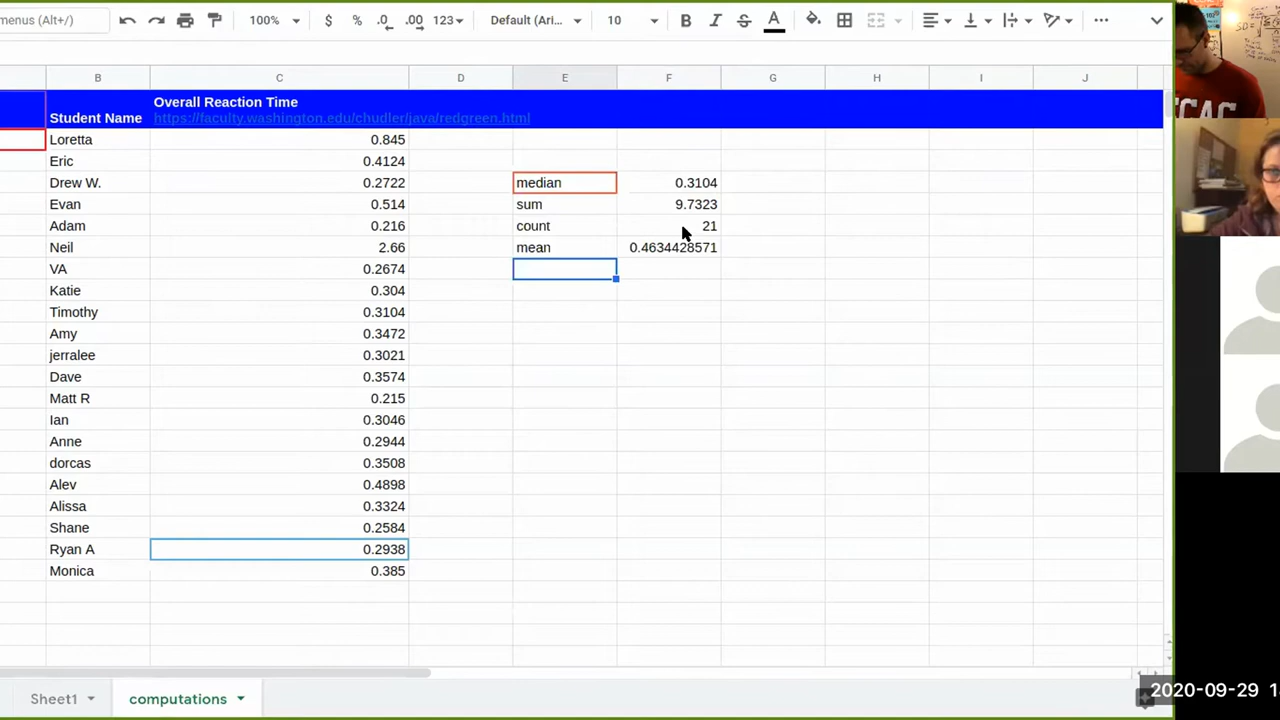 menus (Alt+/)
100%
$
%
.0
.00
123
Default (Ari...
10
B
I
S
A
B
C
D
E
F
G
H
I
J
Student Name
Overall Reaction Time
https://faculty.washington.edu/chudler/java/redgreen.html
Loretta 0.845
Eric 0.4124
Drew W. 0.2722 median 0.3104
Evan 0.514 sum 9.7323
Adam 0.216 count 21
Neil 2.66 mean 0.4634428571
VA 0.2674
Katie 0.304
Timothy 0.3104
Amy 0.3472
jerralee 0.3021
Dave 0.3574
Matt R 0.215
Ian 0.3046
Anne 0.2944
dorcas 0.3508
Alev 0.4898
Alissa 0.3324
Shane 0.2584
Ryan A 0.2938
Monica 0.385
Sheet1
computations
2020-09-29 1
SD=